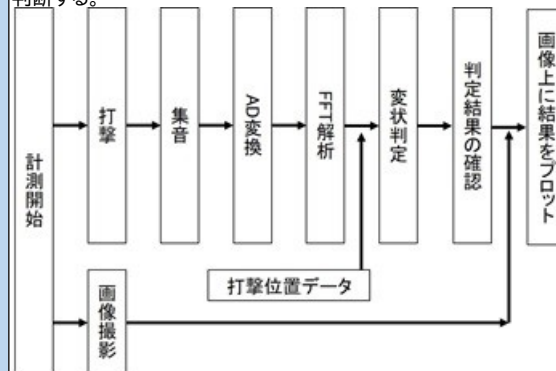 判断する。
計測開始
打撃
集音
AD変換
FFT解析
変状判定
判定結果の確認
画像上に結果をプロット
打撃位置データ
画像撮影